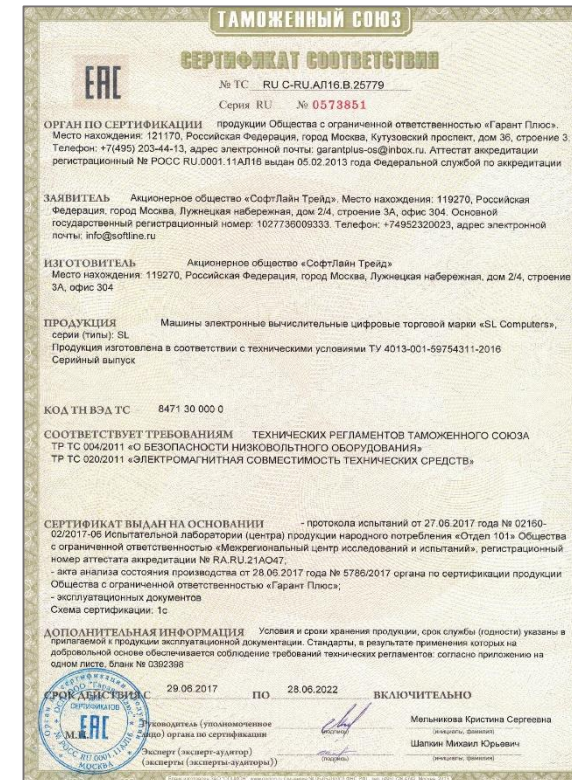 ТАМОЖЕННЫЙ СОЮЗ
СЕРТИФИКАТ СООТВЕТСТВИЯ
ЕАС
№ ТС RU C-RU.АЛ16.В.25779
Серия RU № 0573851
ОРГАН ПО СЕРТИФИКАЦИИ продукции Общества с ограниченной ответственностью «Гарант Плюс».
Место нахождения: 121170, Российская Федерация, город Москва, Кутузовский проспект, дом 36, строение 3.
Телефон: +7(495) 203-44-13, адрес электронной почты: garantplus-os@inbox.ru. Аттестат аккредитации
регистрационный № РОСС RU.0001.11АЛ16 выдан 05.02.2013 года Федеральной службой по аккредитации
ЗАЯВИТЕЛЬ Акционерное общество «СофтЛайн Трейд». Место нахождения: 119270, Российская
Федерация, город Москва, Лужнецкая набережная, дом 2/4, строение 3А, офис 304. Основной
государственный регистрационный номер: 1027736009333. Телефон: +74952320023, адрес электронной
почты: info@softline.ru
ИЗГОТОВИТЕЛЬ Акционерное общество «СофтЛайн Трейд»
Место нахождения: 119270, Российская Федерация, город Москва, Лужнецкая набережная, дом 2/4, строение
3А, офис 304
ПРОДУКЦИЯ Машины электронные вычислительные цифровые торговой марки «SL Computers»,
серии (типы): SL
Продукция изготовлена в соответствии с техническими условиями ТУ 4013-001-59754311-2016
Серийный выпуск
КОД ТН ВЭД ТС 8471 30 000 0
СООТВЕТСТВУЕТ ТРЕБОВАНИЯМ ТЕХНИЧЕСКИХ РЕГЛАМЕНТОВ ТАМОЖЕННОГО СОЮЗА
ТР ТС 004/2011 «О БЕЗОПАСНОСТИ НИЗКОВОЛЬТНОГО ОБОРУДОВАНИЯ»
ТР ТС 020/2011 «ЭЛЕКТРОМАГНИТНАЯ СОВМЕСТИМОСТЬ ТЕХНИЧЕСКИХ СРЕДСТВ»
СЕРТИФИКАТ ВЫДАН НА ОСНОВАНИИ - протокола испытаний от 27.06.2017 года № 02160-
02/2017-06 Испытательной лаборатории (центра) продукции народного потребления «Отдел 101» Общества
с ограниченной ответственностью «Межрегиональный центр исследований и испытаний», регистрационный
номер аттестата аккредитации № RA.RU.21АО47,
- акта анализа состояния производства от 28.06.2017 года № 5786/2017 органа по сертификации продукции
Общества с ограниченной ответственностью «Гарант Плюс»;
- эксплуатационных документов
Схема сертификации: 1с
ДОПОЛНИТЕЛЬНАЯ ИНФОРМАЦИЯ Условия и сроки хранения продукции, срок службы (годности) указаны в
прилагаемой к продукции эксплуатационной документации. Стандарты, в результате применения которых на
добровольной основе обеспечивается соблюдение требований технических регламентов: согласно приложению на
одном листе, бланк № 0392398
СРОК ДЕЙСТВИЯ С 29.06.2017 ПО 28.06.2022 ВКЛЮЧИТЕЛЬНО
М.П.
Руководитель (уполномоченное
лицо) органа по сертификации
(подпись)
Мельникова Кристина Сергеевна
(инициалы, фамилия)
Эксперт (эксперт-аудитор)
(эксперты (эксперты-аудиторы))
(подпись)
Шапкин Михаил Юрьевич
(инициалы, фамилия)
ДЛЯ
СЕРТИФИКАТОВ
ЕАС
МОСКВА